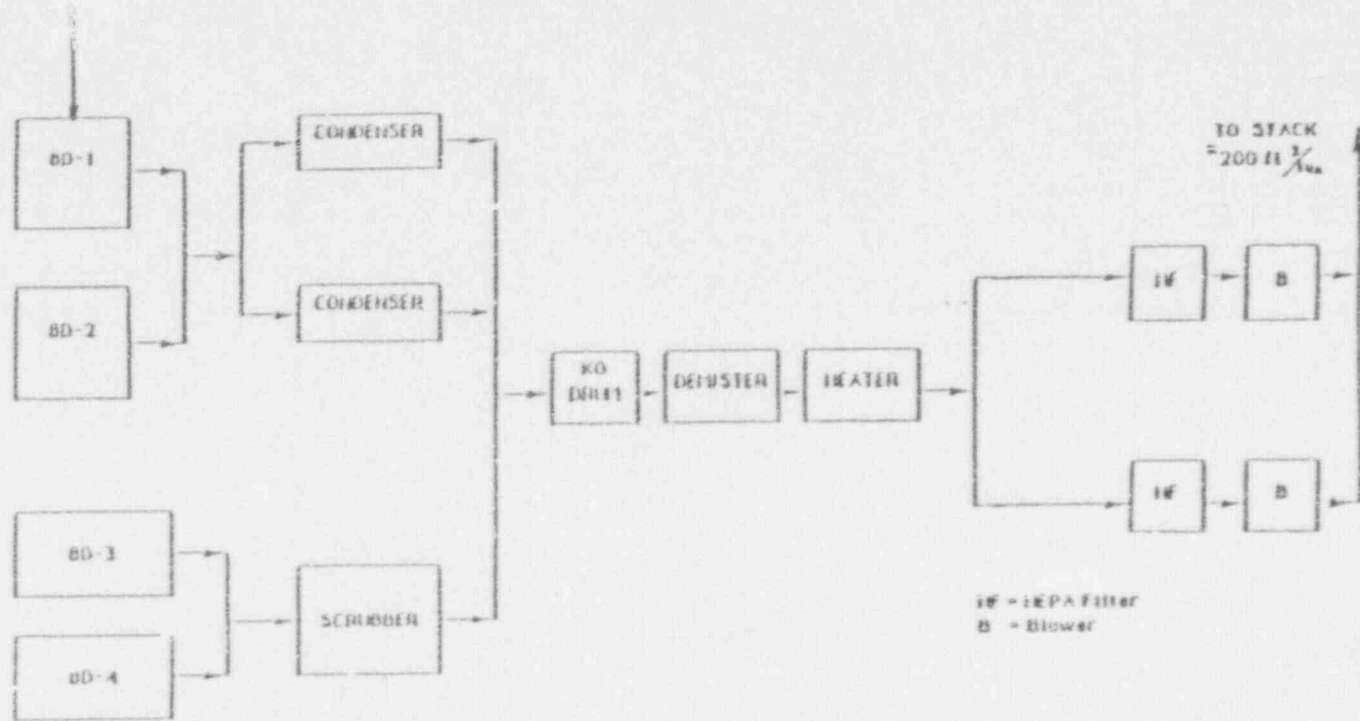 CONDENSER
TO STACK
BD-1
CONDENSER
HF
B
BD-2
KO
DRUM
DEMISTER
HEATER
HF
B
BD-3
SCRUBBER
BD-4
HF = HEPA Filter
B = Blower